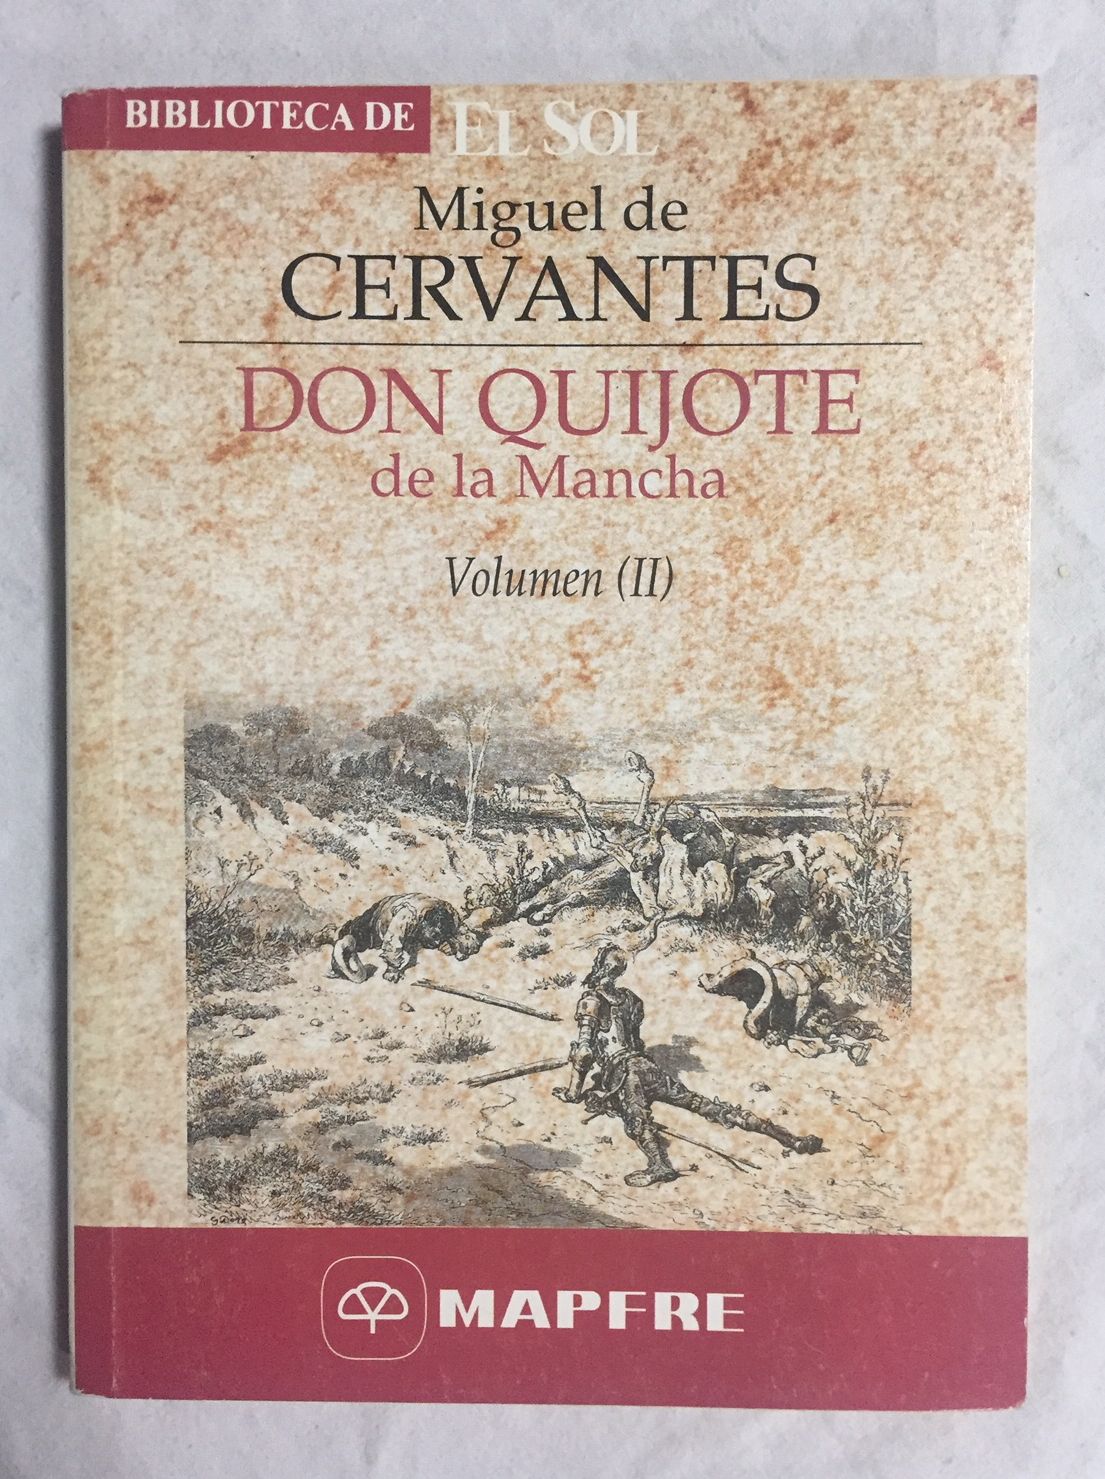 BIBLIOTECA DE EL SOL
Miguel de
CERVANTES
DON QUIJOTE
de la Mancha
Volumen (II)
MAPFRE